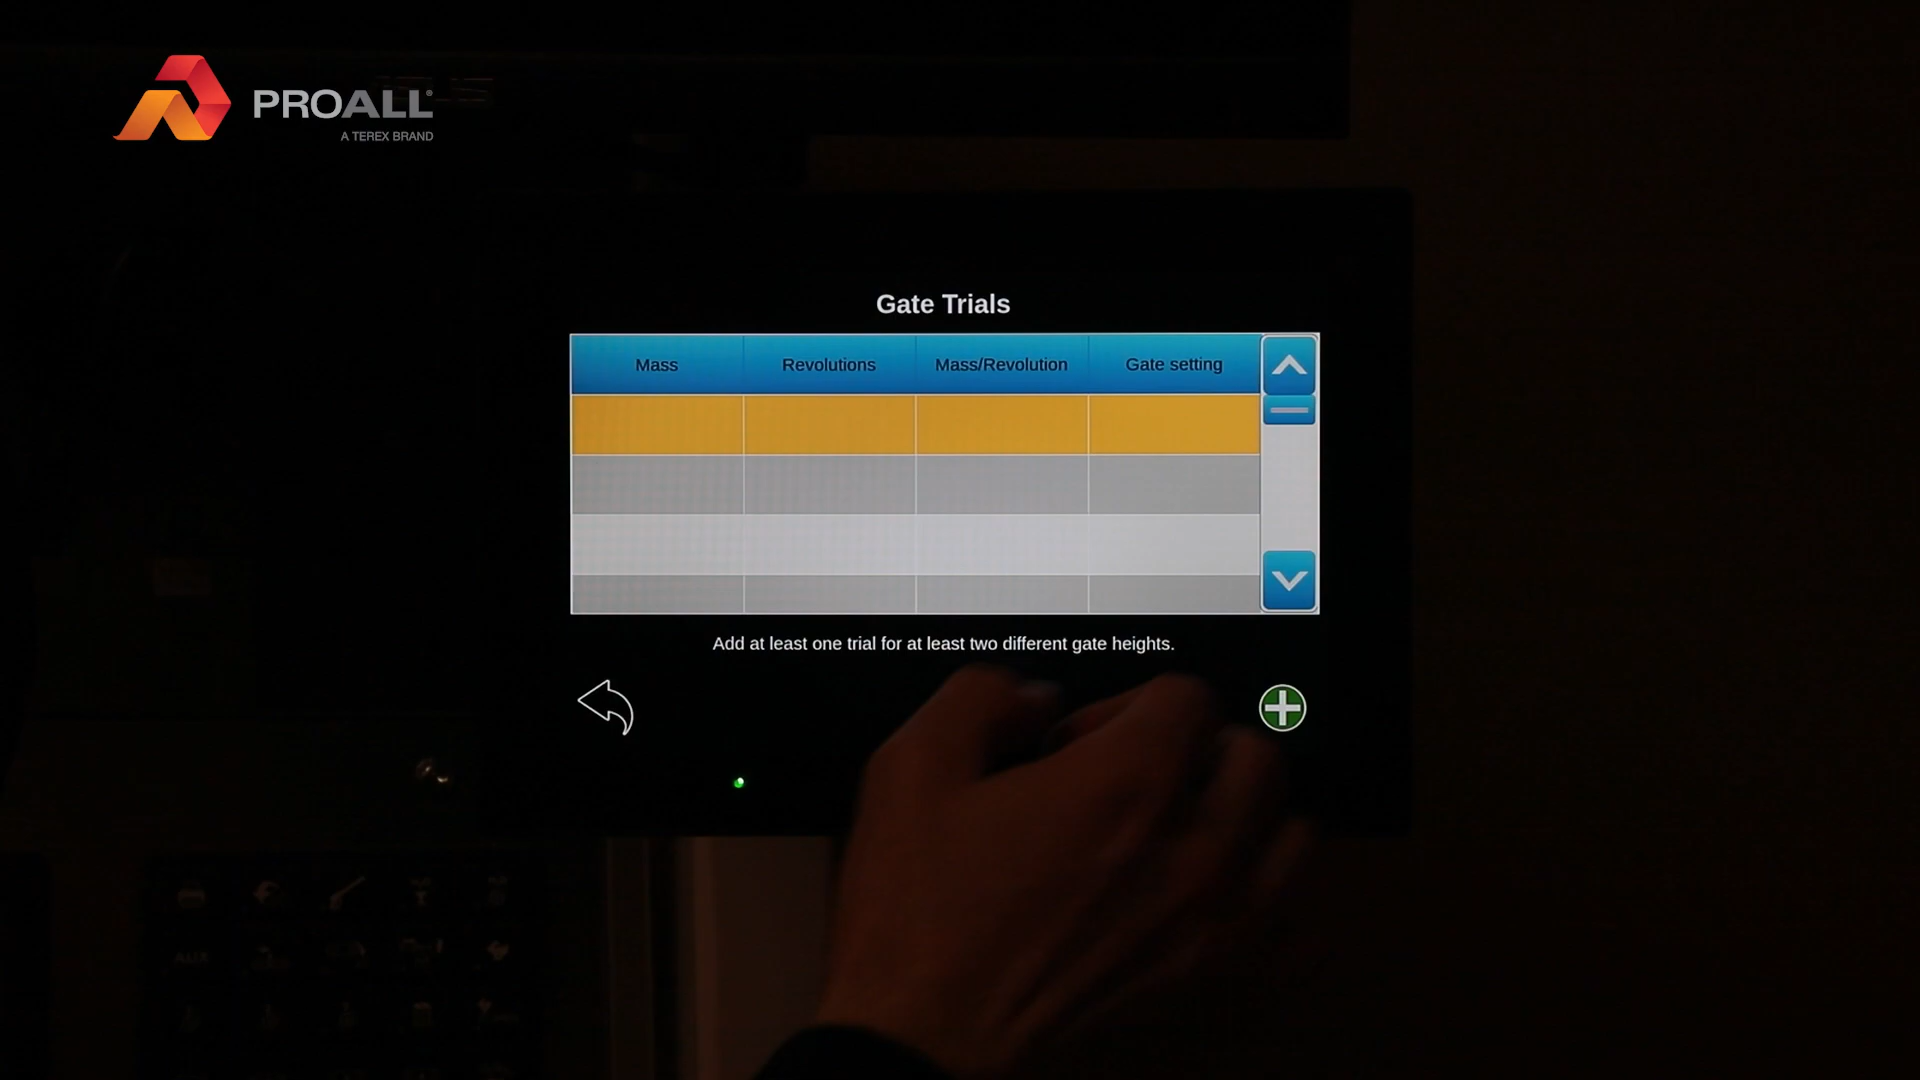 PROALL
A TEREX BRAND
Gate Trials
Mass Revolutions Mass/Revolution Gate setting
Add at least one trial for at least two different gate heights.
AUX